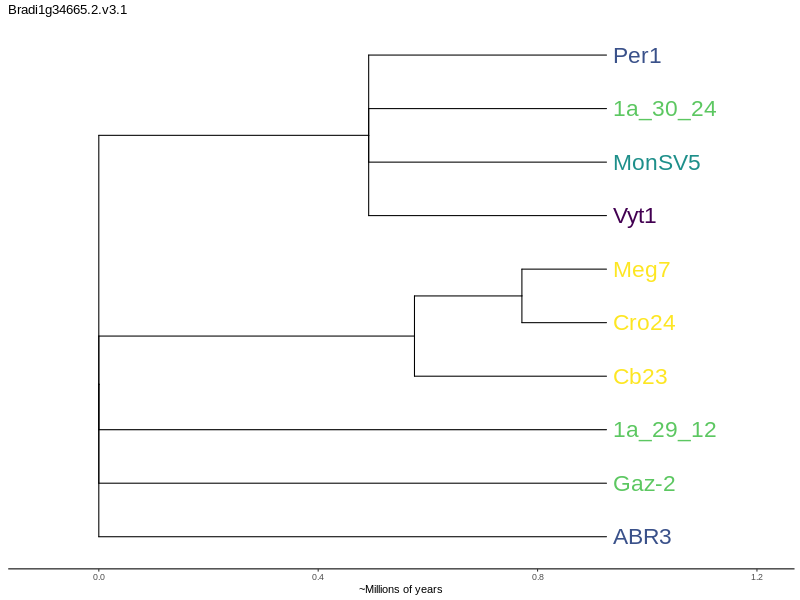 Bradi1g34665.2.v3.1
Per1
1a_30_24
MonSV5
Vyt1
Meg7
Cro24
Cb23
1a_29_12
Gaz-2
ABR3
0.0 0.4 0.8 1.2
~Millions of years